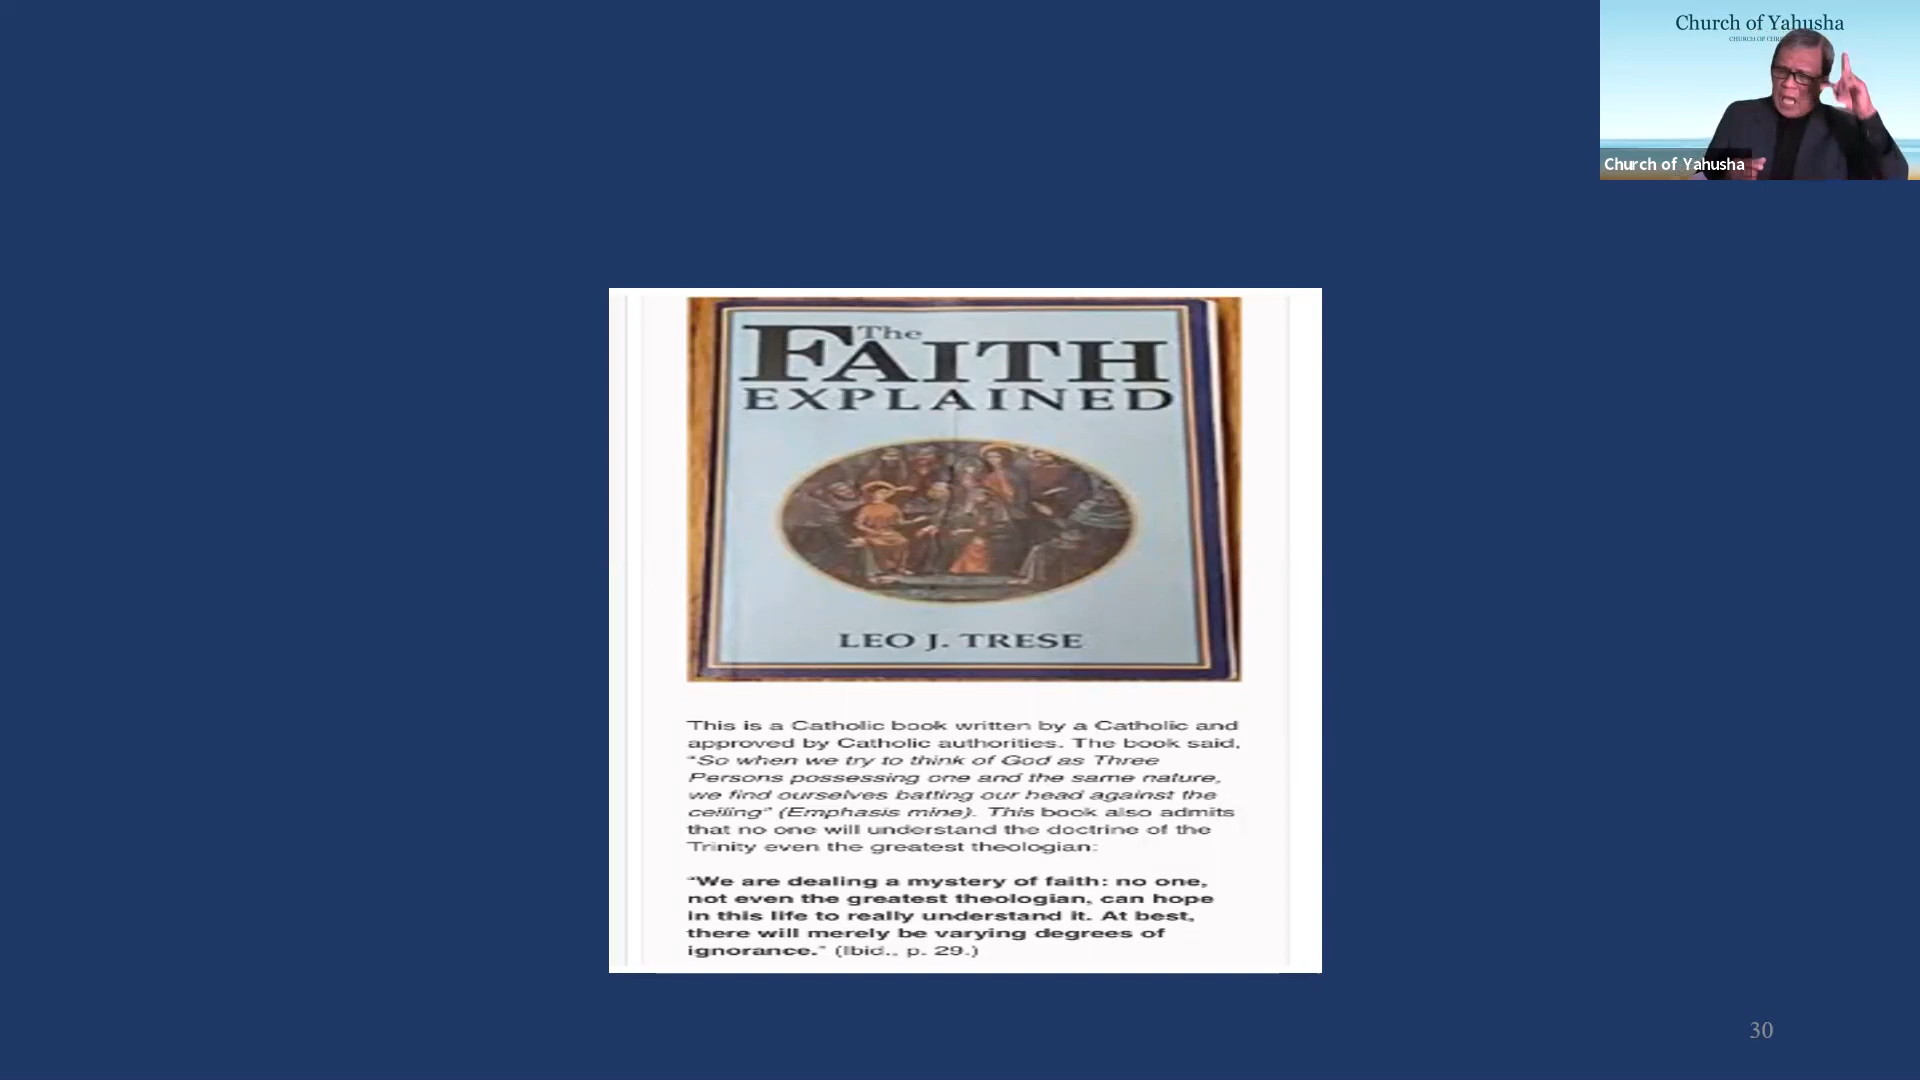 Church of Yahusha
Church of Yahusha
The
FAITH
EXPLAINED
LEO J. TRESE
This is a Catholic book written by a Catholic and
approved by Catholic authorities. The book said,
"So when we try to think of God as Three
Persons possessing one and the same nature,
we find ourselves batting our head against the
ceiling" (Emphasis mine). This book also admits
that no one will understand the doctrine of the
Trinity even the greatest theologian:
"We are dealing a mystery of faith: no one,
not even the greatest theologian, can hope
in this life to really understand it. At best,
there will merely be varying degrees of
ignorance." (Ibid., p. 29.)
30